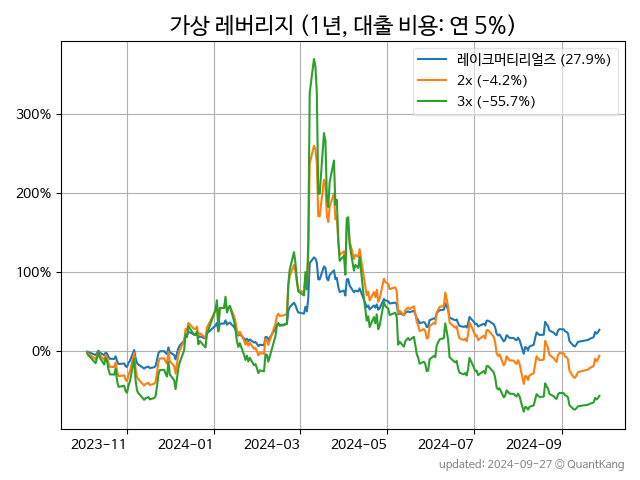 가상 레버리지 (1년, 대출 비용: 연 5%)
레이크머티리얼즈 (27.9%)
2x (−4.2%)
3x (−55.7%)
300%
200%
100%
0%
2023-11 2024-01 2024-03 2024-05 2024-07 2024-09
updated: 2024-09-27 © QuantKang